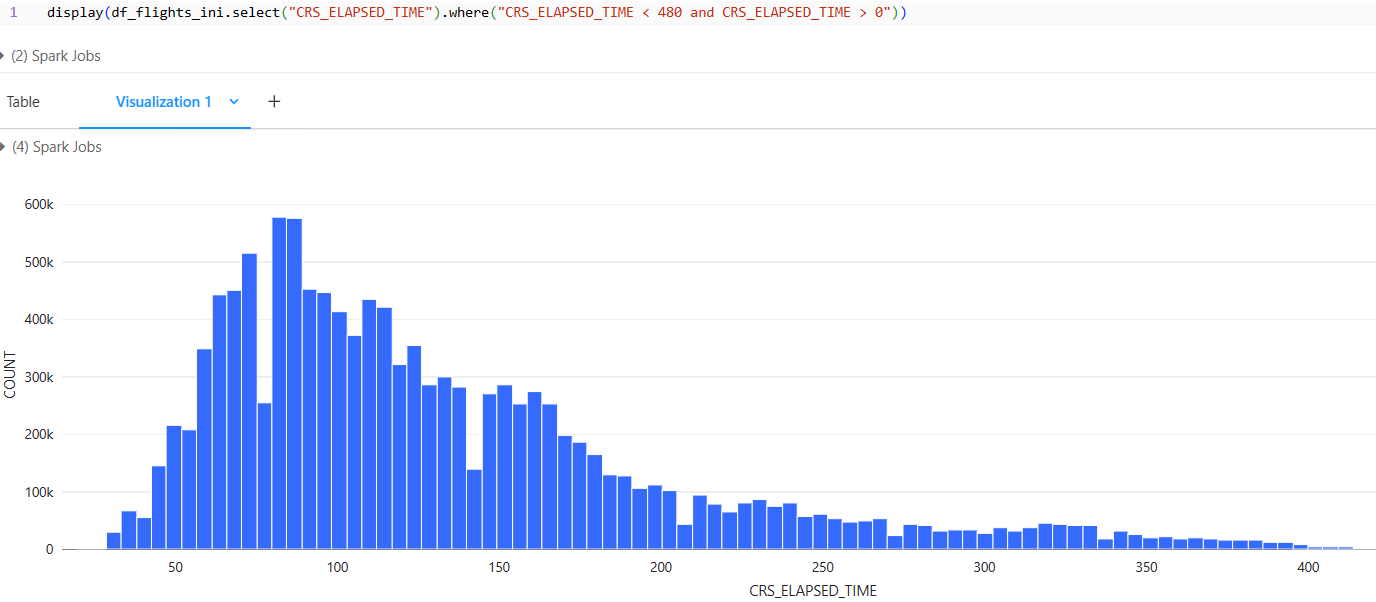 1 display(df_flights_ini.select("CRS_ELAPSED_TIME").where("CRS_ELAPSED_TIME < 480 and CRS_ELAPSED_TIME > 0"))
(2) Spark Jobs
Table Visualization 1 +
(4) Spark Jobs
600k
500k
400k
300k
200k
100k
0
COUNT
50 100 150 200 250 300 350 400
CRS_ELAPSED_TIME